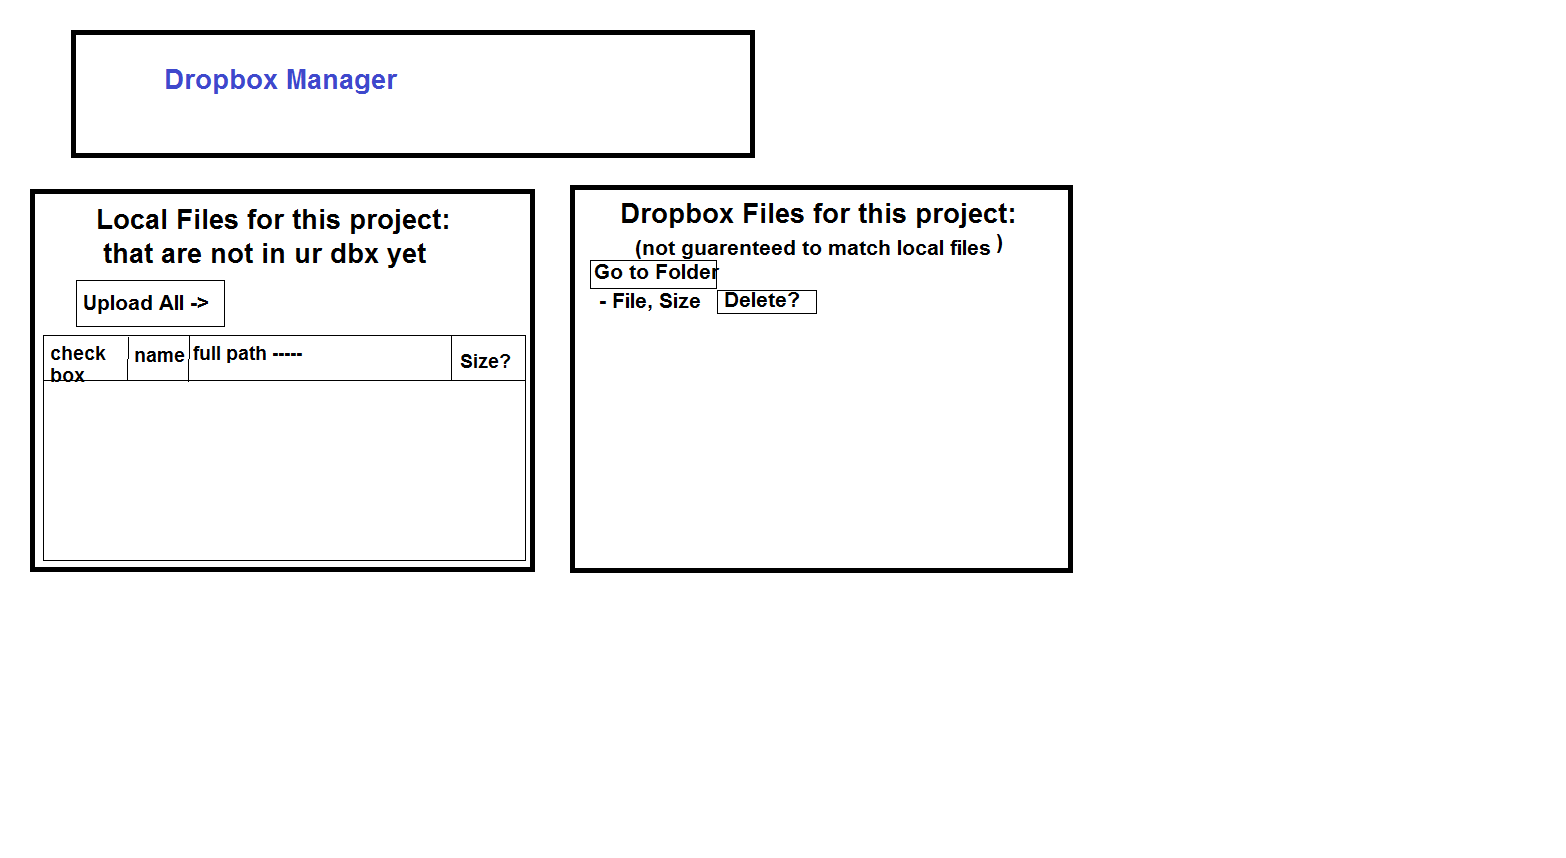 Dropbox Manager
Local Files for this project:
that are not in ur dbx yet
Upload All ->
check
box
name
full path -----
Size?
Dropbox Files for this project:
(not guarenteed to match local files )
Go to Folder
- File, Size
Delete?